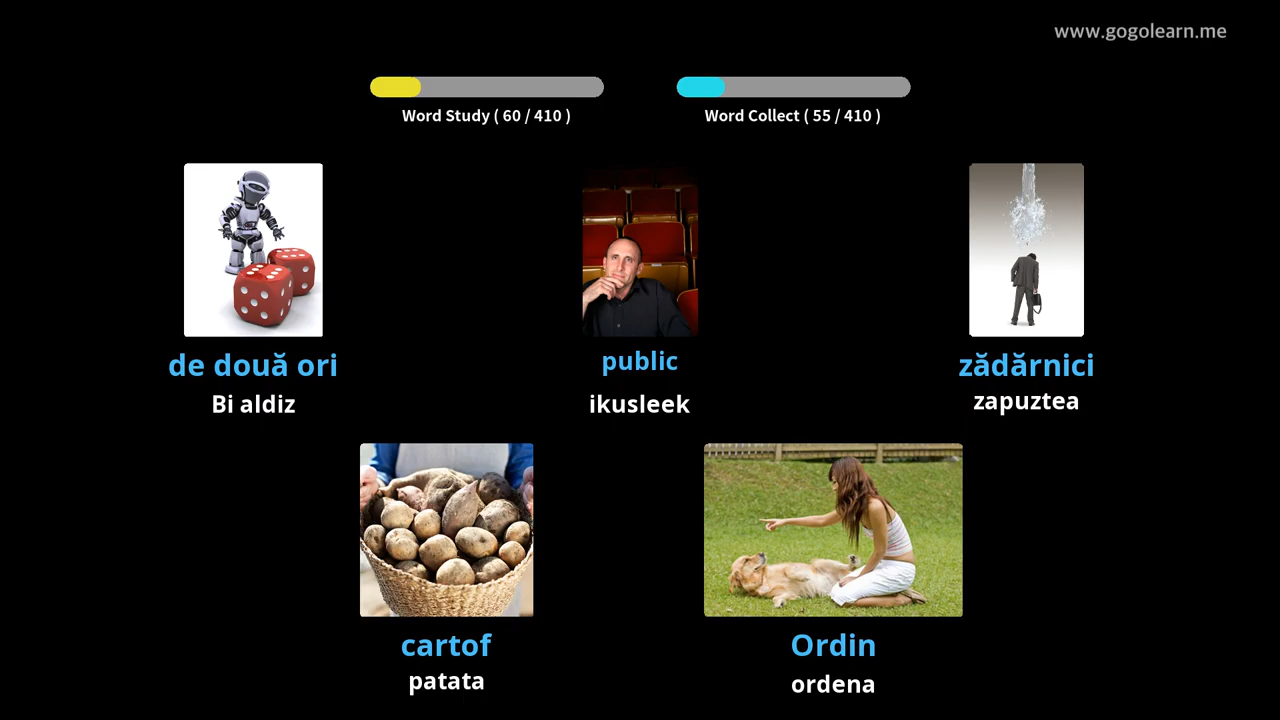 www.gogolearn.me
Word Study ( 60 / 410 )
Word Collect ( 55 / 410 )
de două ori
Bi aldiz
public
ikusleek
zădărnici
zapuztea
cartof
patata
Ordin
ordena